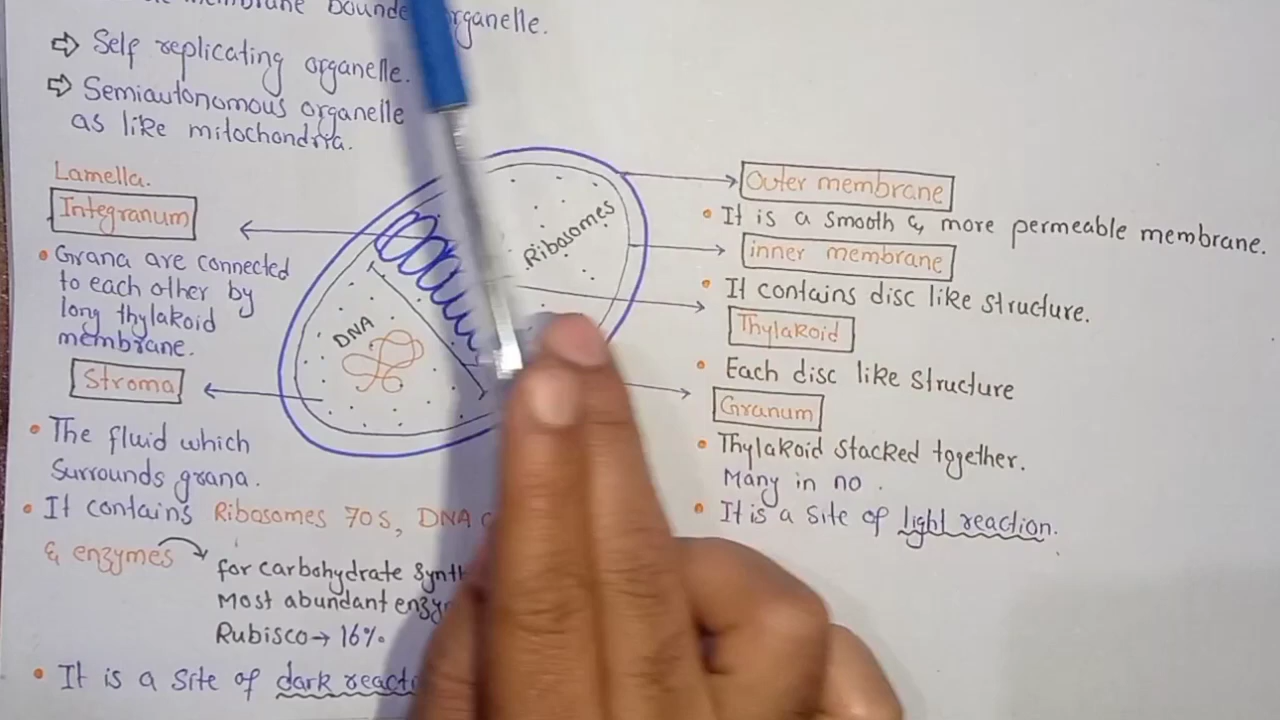 organelle.
⇨ Self replicating organelle.
⇨ Semiautonomous organelle
as like mitochondria.
Lamella.
Integranum
• Grana are connected
to each other by
long thylakoid
membrane.
Stroma
• The fluid which
Surrounds grana.
• It contains Ribosomes 70S, DNA
& enzymes
for Carbohydrate
Most abundant
Rubisco → 16%
• It is a Site of dark
DNA
Ribosomes
Outer membrane
• It is a smooth & more permeable membrane.
inner membrane
• It contains disc like structure.
Thylakoid
• Each disc like structure
Granum
• Thylakoid stacked together.
Many in no.
• It is a site of light reaction.